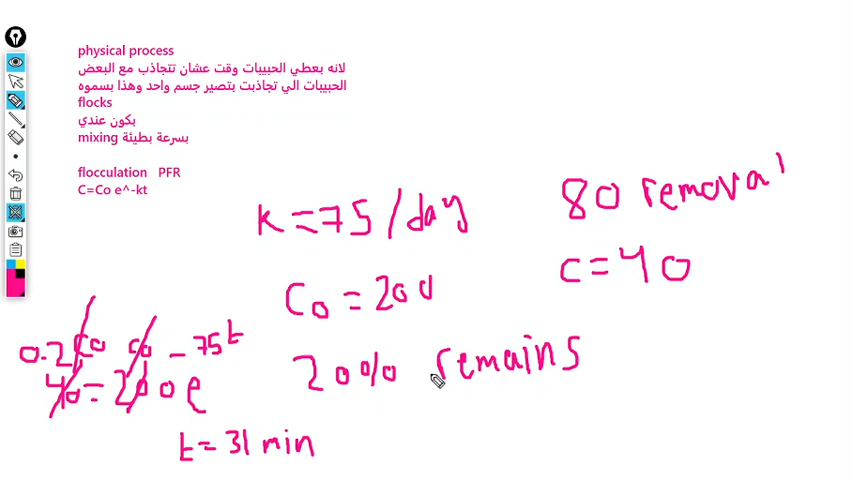 physical process
لانه بعطي الحبيبات وقت عشان تتجاذب مع البعض
الحبيبات الي تجاذبت بتصير جسم واحد وهذا بسموه
flocks
بكون عندي
بسرعة بطيئة mixing
flocculation PFR
C=Co e^-kt
K=75/day
80 removal
Co=200
C=40
20% remains
0.2Co Co -75t
40=200 e
t=31 min